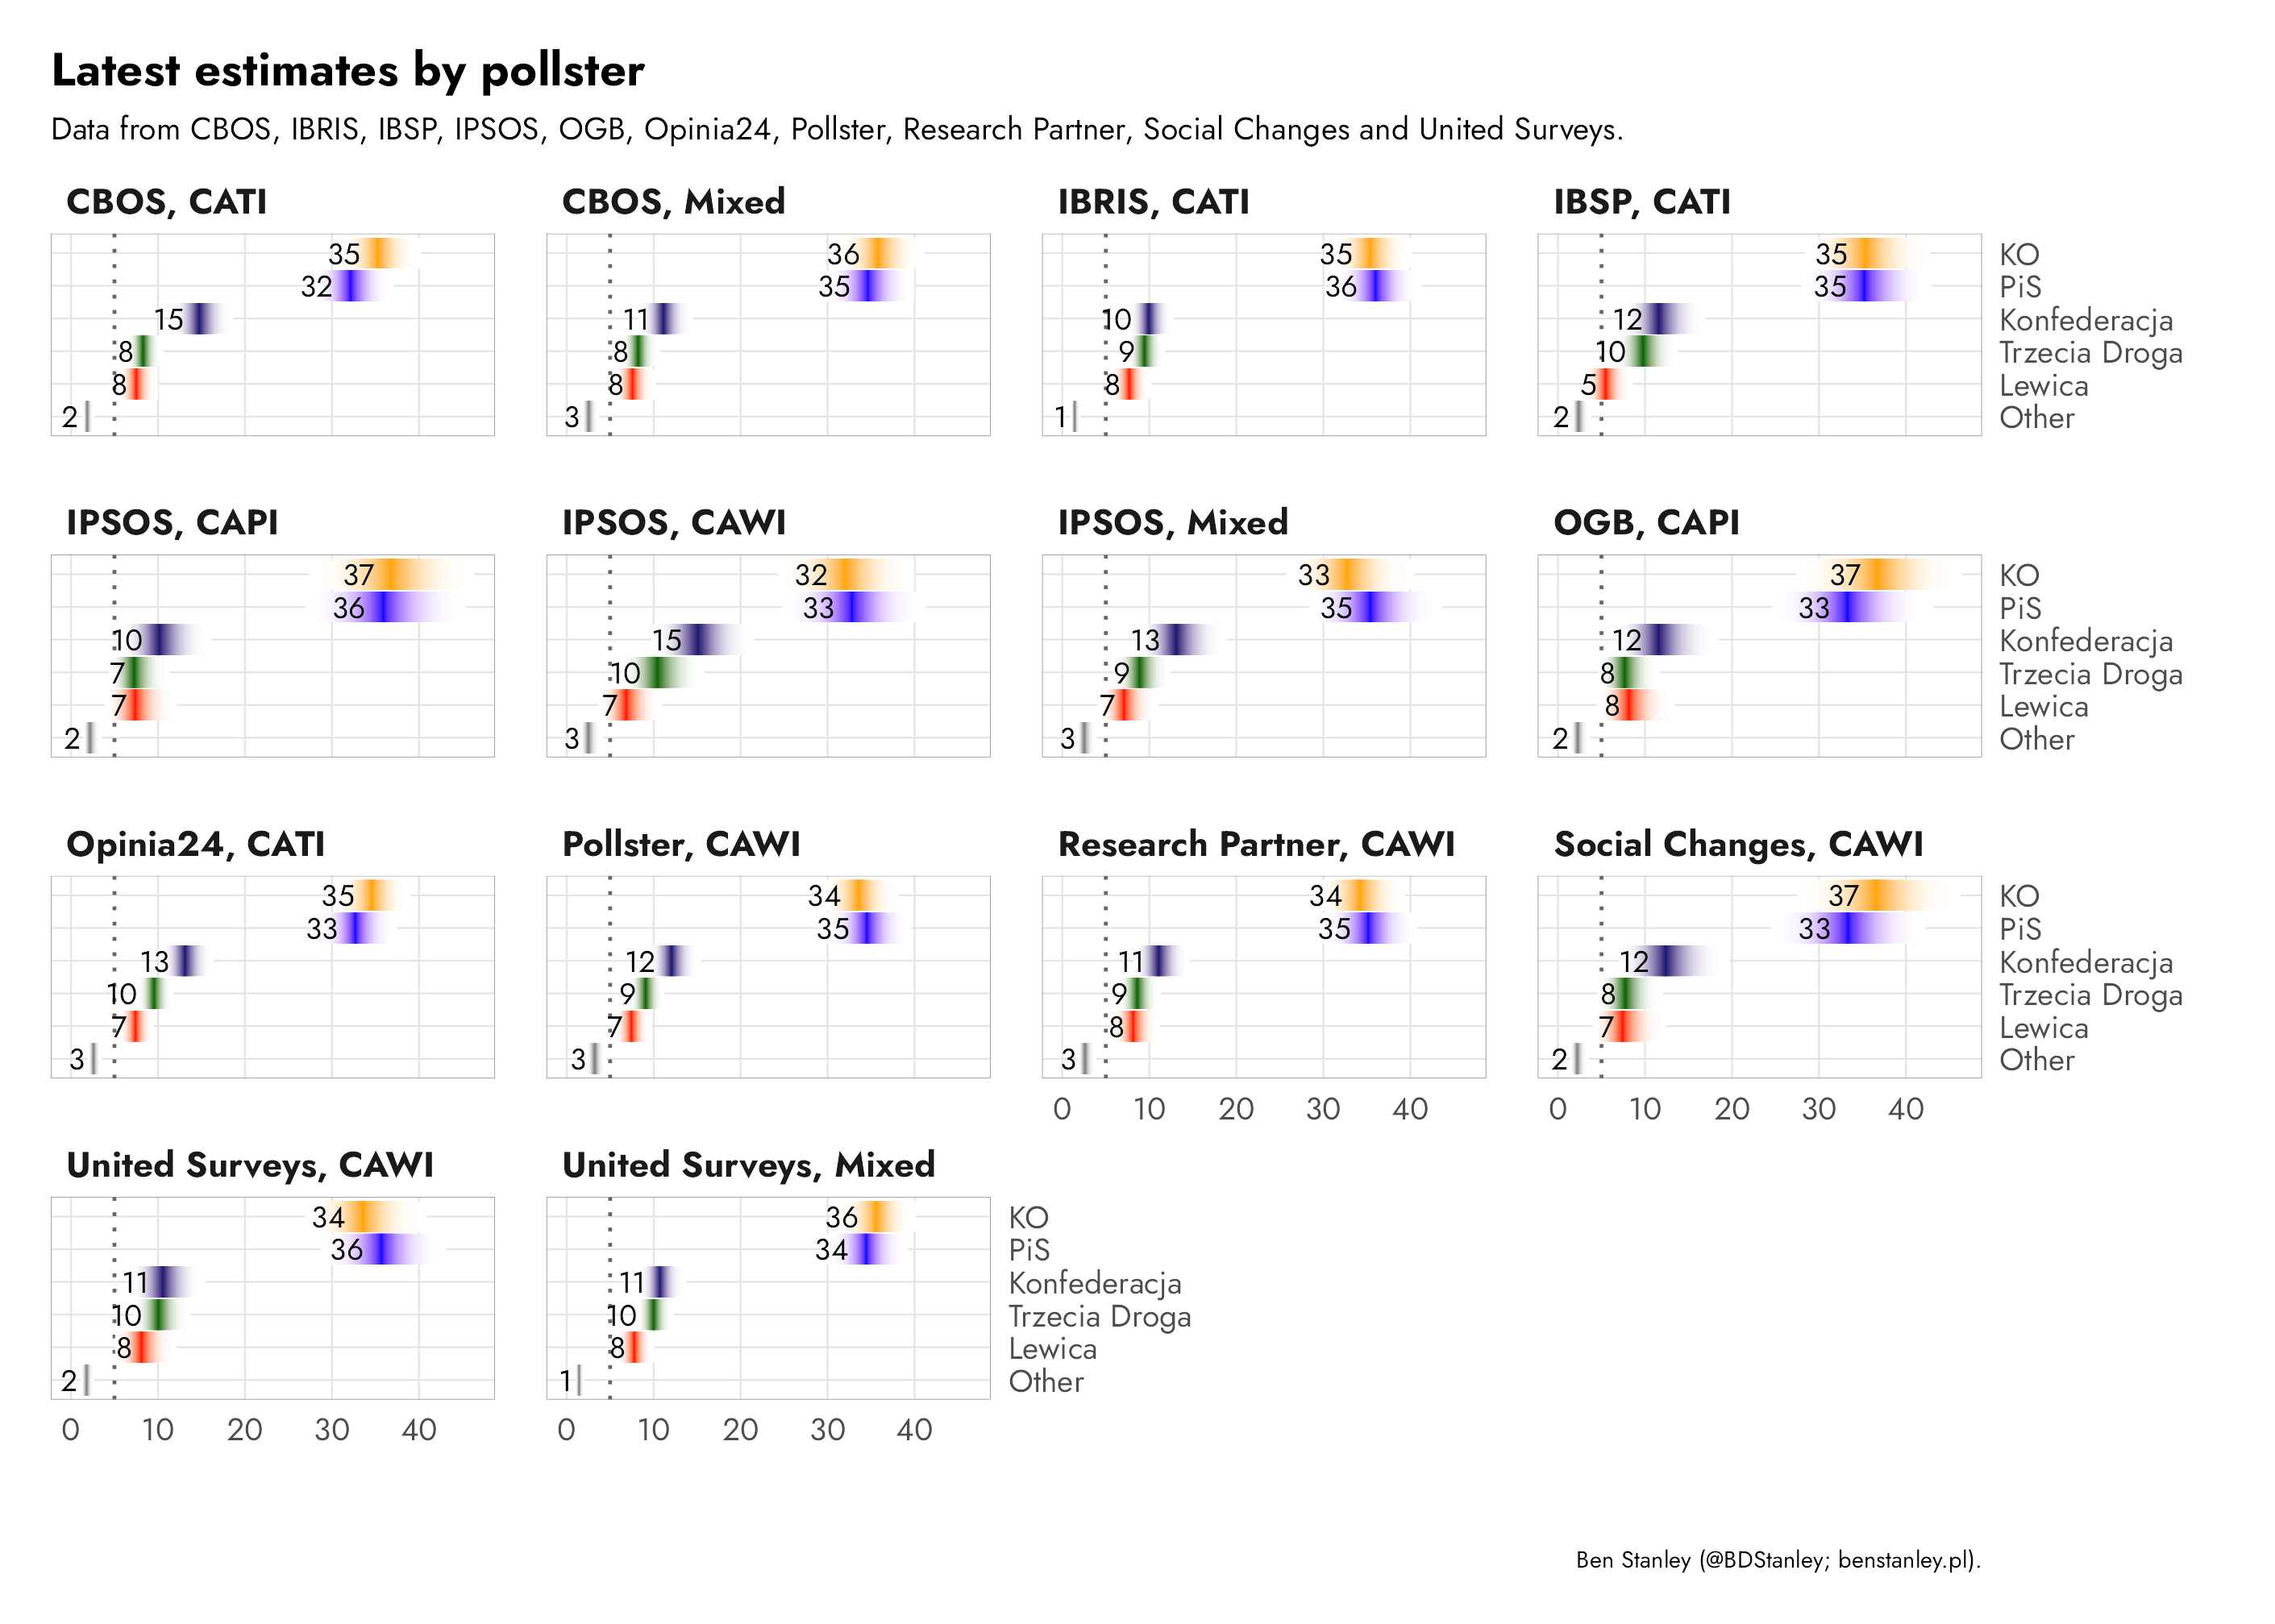 Latest estimates by pollster
Data from CBOS, IBRIS, IBSP, IPSOS, OGB, Opinia24, Pollster, Research Partner, Social Changes and United Surveys.
CBOS, CATI
35
32
15
8
8
2
CBOS, Mixed
36
35
11
8
8
3
IBRIS, CATI
35
36
10
9
8
1
IBSP, CATI
35
35
12
10
5
2
KO
PiS
Konfederacja
Trzecia Droga
Lewica
Other
IPSOS, CAPI
37
36
10
7
7
2
IPSOS, CAWI
32
33
15
10
7
3
IPSOS, Mixed
33
35
13
9
7
3
OGB, CAPI
37
33
12
8
8
2
KO
PiS
Konfederacja
Trzecia Droga
Lewica
Other
Opinia24, CATI
35
33
13
10
7
3
Pollster, CAWI
34
35
12
9
7
3
Research Partner, CAWI
34
35
11
9
8
3
0 10 20 30 40
Social Changes, CAWI
37
33
12
8
7
2
KO
PiS
Konfederacja
Trzecia Droga
Lewica
Other
0 10 20 30 40
United Surveys, CAWI
34
36
11
10
8
2
0 10 20 30 40
United Surveys, Mixed
36
34
11
10
8
1
KO
PiS
Konfederacja
Trzecia Droga
Lewica
Other
0 10 20 30 40
Ben Stanley (@BDStanley; benstanley.pl).